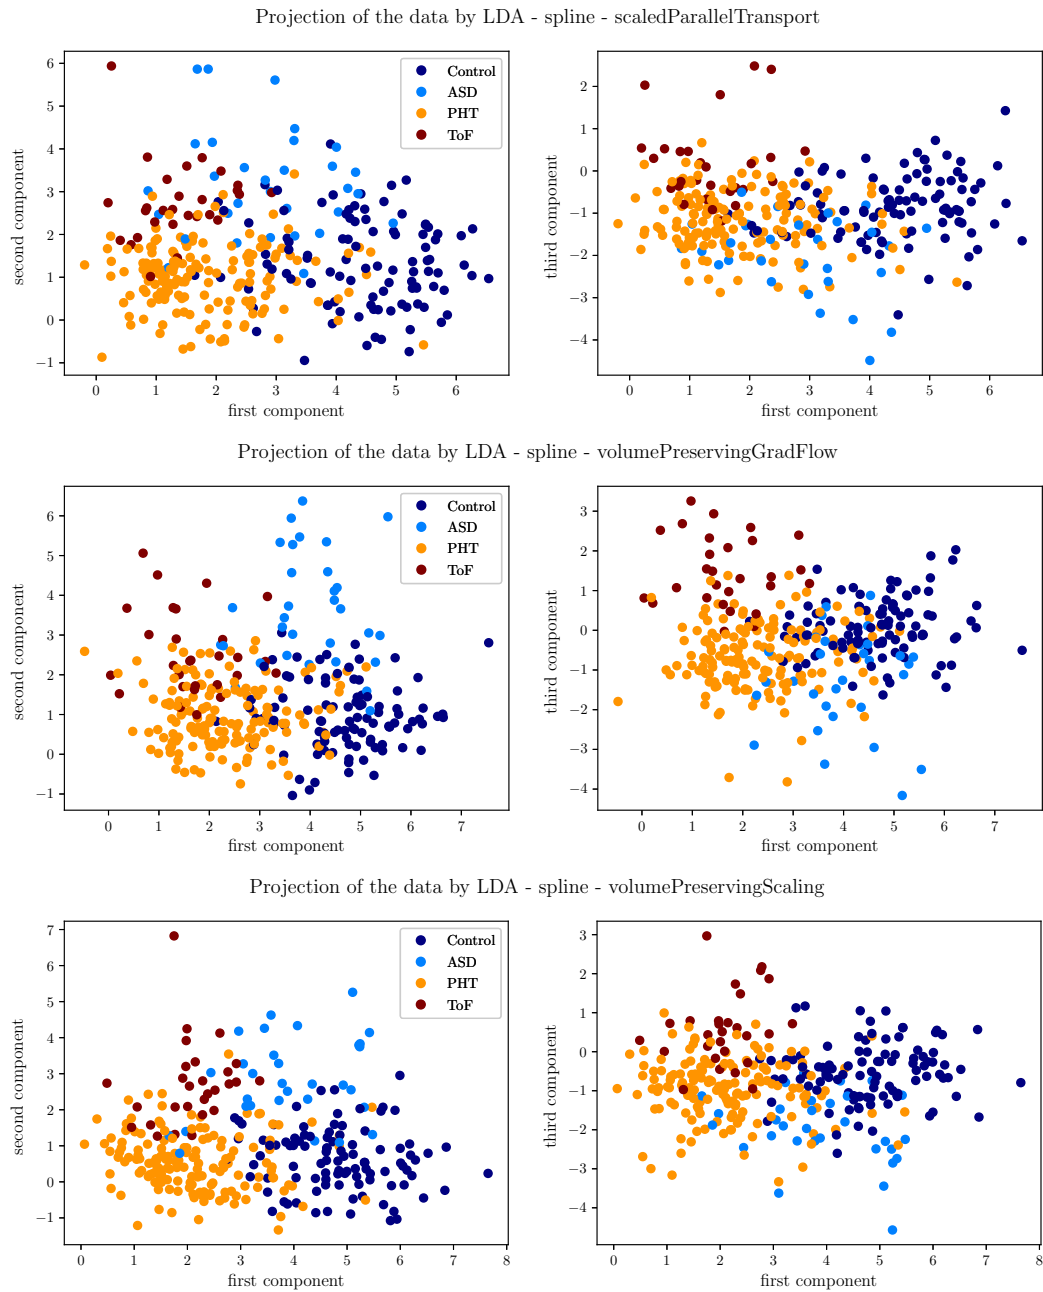 Projection of the data by LDA - spline - scaledParallelTransport
6
5
4
3
2
1
0
−1
second component
0 1 2 3 4 5 6
first component
Control
ASD
PHT
ToF
2
1
0
−1
−2
−3
−4
third component
0 1 2 3 4 5 6
first component
Projection of the data by LDA - spline - volumePreservingGradFlow
6
5
4
3
2
1
0
−1
second component
0 1 2 3 4 5 6 7
first component
Control
ASD
PHT
ToF
3
2
1
0
−1
−2
−3
−4
third component
0 1 2 3 4 5 6 7
first component
Projection of the data by LDA - spline - volumePreservingScaling
7
6
5
4
3
2
1
0
−1
second component
0 1 2 3 4 5 6 7 8
first component
Control
ASD
PHT
ToF
3
2
1
0
−1
−2
−3
−4
third component
0 1 2 3 4 5 6 7 8
first component